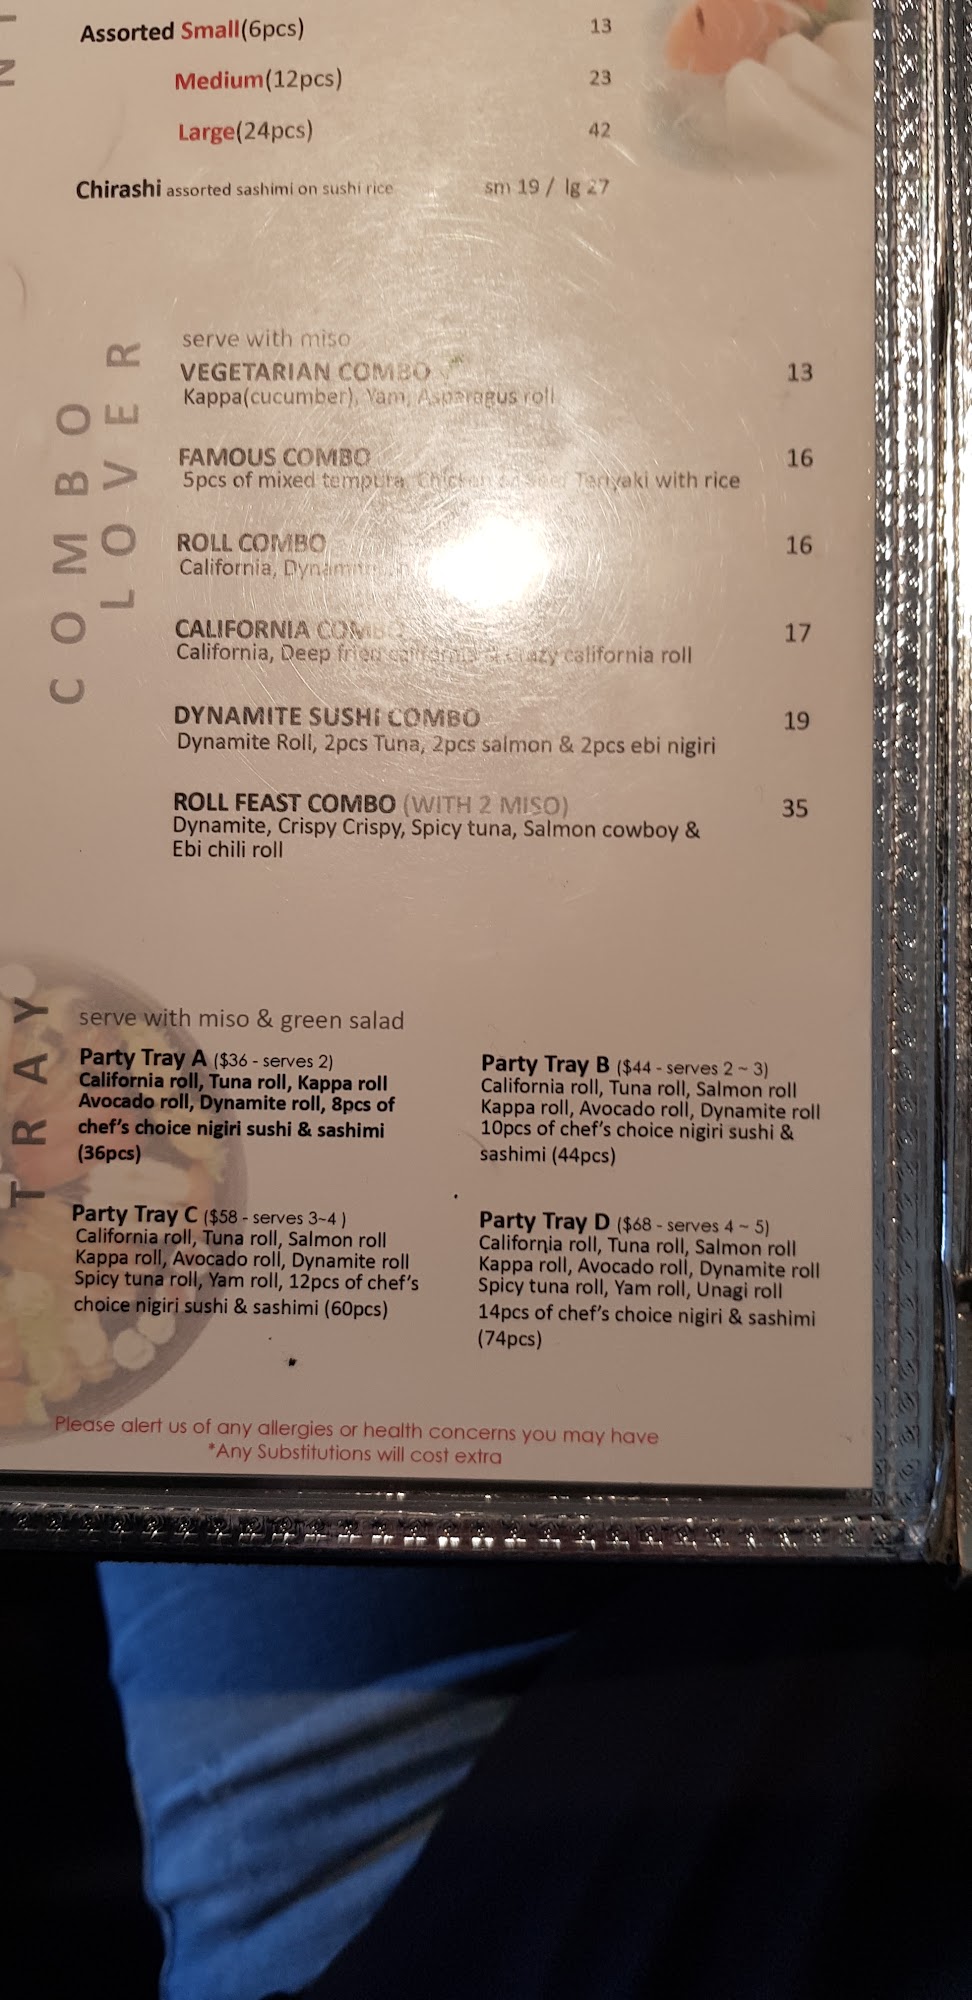 Assorted Small(6pcs) 13
Medium(12pcs) 23
Large(24pcs) 42
Chirashi assorted sashimi on sushi rice sm 19 / lg 27
COMBO
LOVER
serve with miso
VEGETARIAN COMBO 13
Kappa(cucumber), Yam, Asparagus roll
FAMOUS COMBO 16
5pcs of mixed tempura, Chicken or Beef Teriyaki with rice
ROLL COMBO 16
California, Dynamite
CALIFORNIA COMBO 17
California, Deep fried california & crazy california roll
DYNAMITE SUSHI COMBO 19
Dynamite Roll, 2pcs Tuna, 2pcs salmon & 2pcs ebi nigiri
ROLL FEAST COMBO (WITH 2 MISO) 35
Dynamite, Crispy Crispy, Spicy tuna, Salmon cowboy &
Ebi chili roll
TRAY
serve with miso & green salad
Party Tray A ($36 - serves 2)
California roll, Tuna roll, Kappa roll
Avocado roll, Dynamite roll, 8pcs of
chef's choice nigiri sushi & sashimi
(36pcs)
Party Tray B ($44 - serves 2 ~ 3)
California roll, Tuna roll, Salmon roll
Kappa roll, Avocado roll, Dynamite roll
10pcs of chef's choice nigiri sushi &
sashimi (44pcs)
Party Tray C ($58 - serves 3~4 )
California roll, Tuna roll, Salmon roll
Kappa roll, Avocado roll, Dynamite roll
Spicy tuna roll, Yam roll, 12pcs of chef's
choice nigiri sushi & sashimi (60pcs)
Party Tray D ($68 - serves 4 ~ 5)
California roll, Tuna roll, Salmon roll
Kappa roll, Avocado roll, Dynamite roll
Spicy tuna roll, Yam roll, Unagi roll
14pcs of chef's choice nigiri & sashimi
(74pcs)
Please alert us of any allergies or health concerns you may have
*Any Substitutions will cost extra